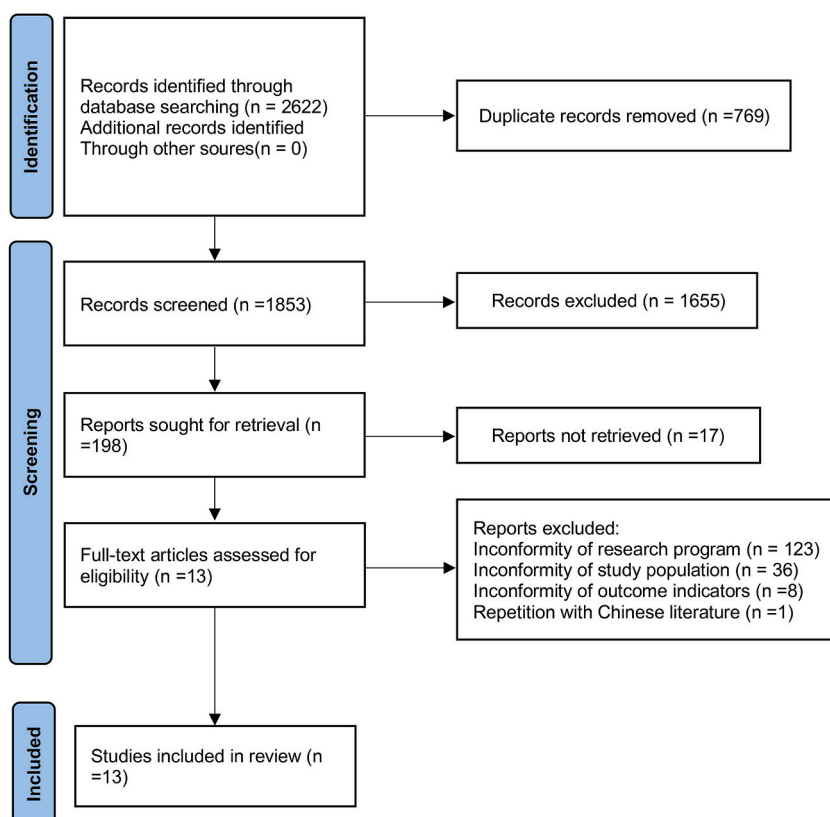 Identification
Records identified through
database searching (n = 2622)
Additional records identified
Through other soures(n = 0)
Duplicate records removed (n =769)
Screening
Records screened (n =1853)
Records excluded (n = 1655)
Reports sought for retrieval (n
=198)
Reports not retrieved (n =17)
Full-text articles assessed for
eligibility (n =13)
Reports excluded:
Inconformity of research program (n = 123)
Inconformity of study population (n = 36)
Inconformity of outcome indicators (n =8)
Repetition with Chinese literature (n =1)
Included
Studies included in review (n
=13)